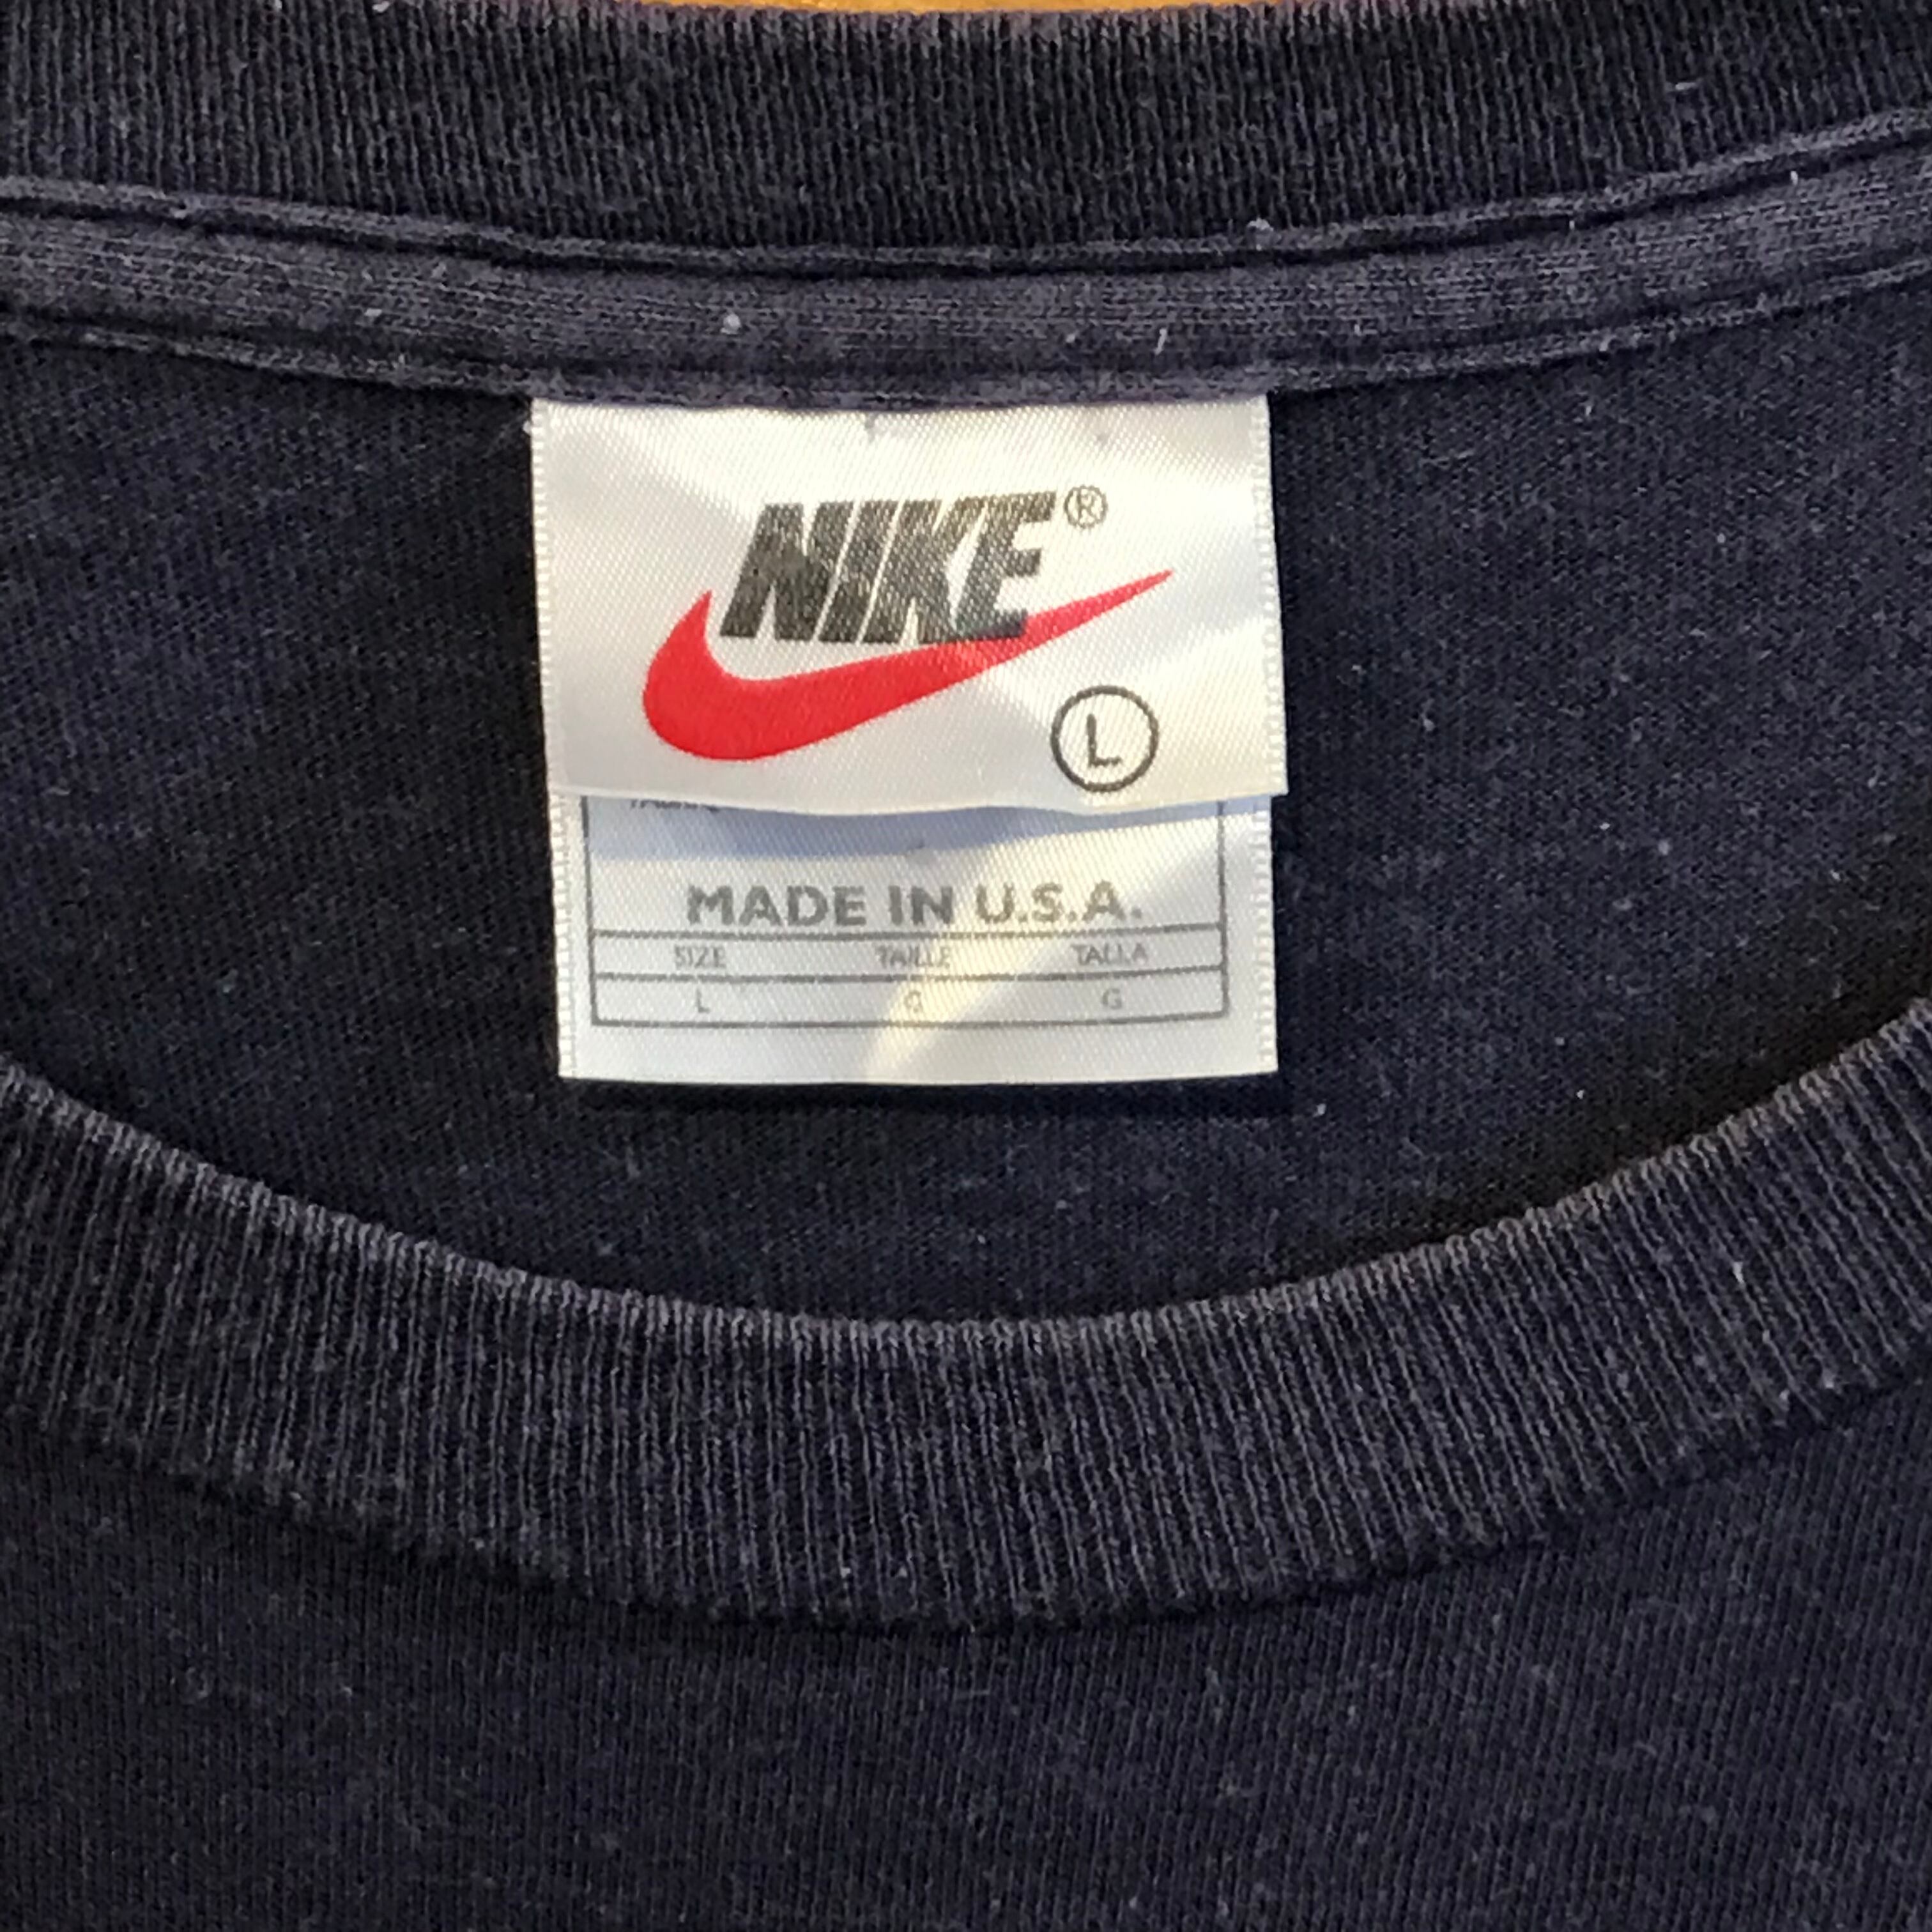 NIKE®
L
MADE IN U.S.A.
SIZE TAILLE TALLA
L G G